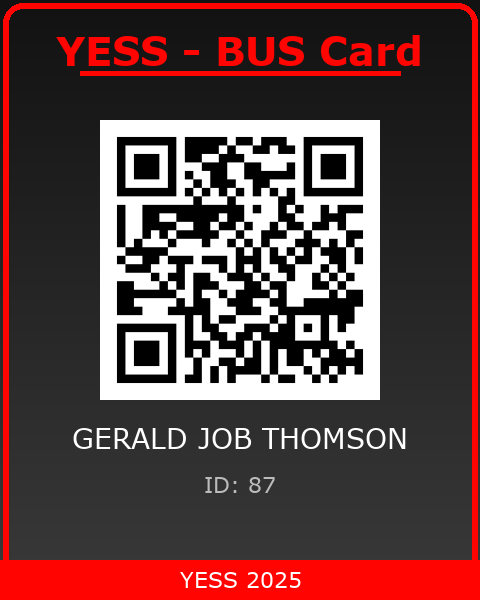 YESS - BUS Card
GERALD JOB THOMSON
ID: 87
YESS 2025